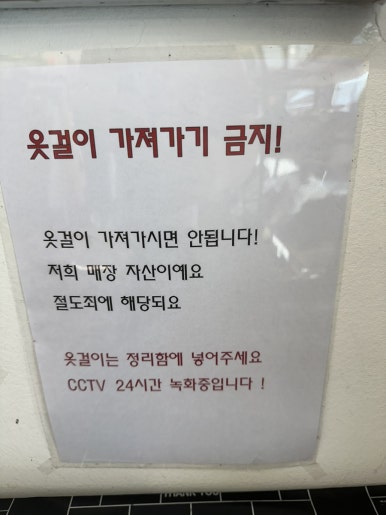 옷걸이 가져가기 금지!
옷걸이 가져가시면 안됩니다!
저희 매장 자산이예요
절도죄에 해당되요
옷걸이는 정리함에 넣어주세요
CCTV 24시간 녹화중입니다 !
THANK YOU